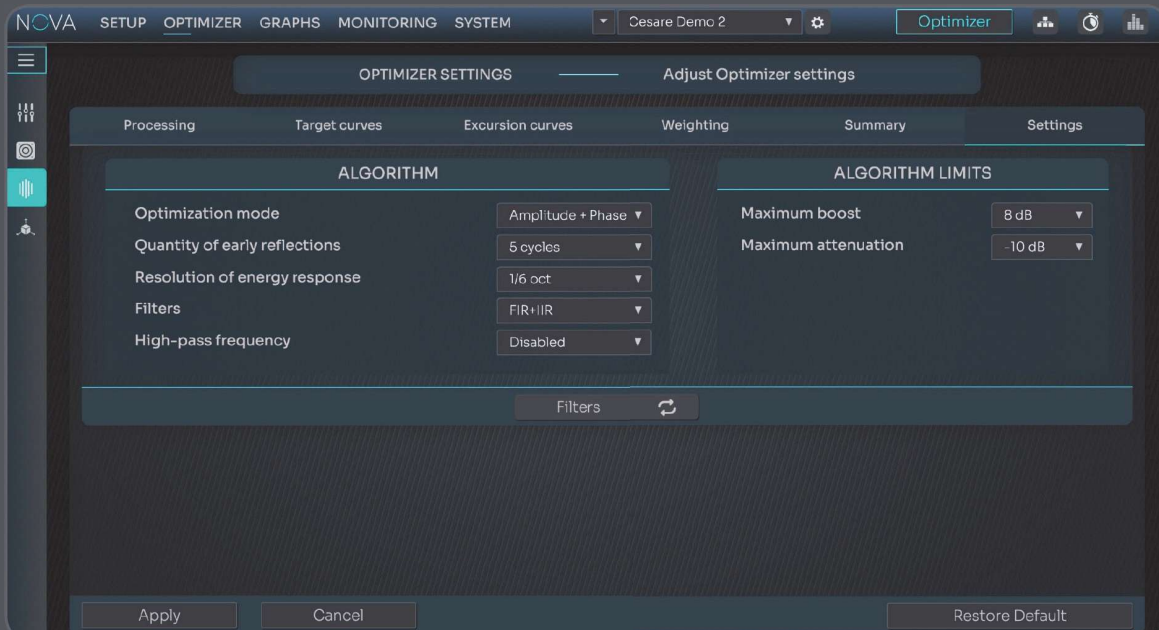 NOVA SETUP OPTIMIZER GRAPHS MONITORING SYSTEM Cesare Demo 2 Optimizer
OPTIMIZER SETTINGS Adjust Optimizer settings
Processing Target curves Excursion curves Weighting Summary Settings
ALGORITHM ALGORITHM LIMITS
Optimization mode Amplitude + Phase Maximum boost 8 dB
Quantity of early reflections 5 cycles Maximum attenuation -10 dB
Resolution of energy response 1/6 oct
Filters FIR+IIR
High-pass frequency Disabled
Filters
Apply Cancel Restore Default